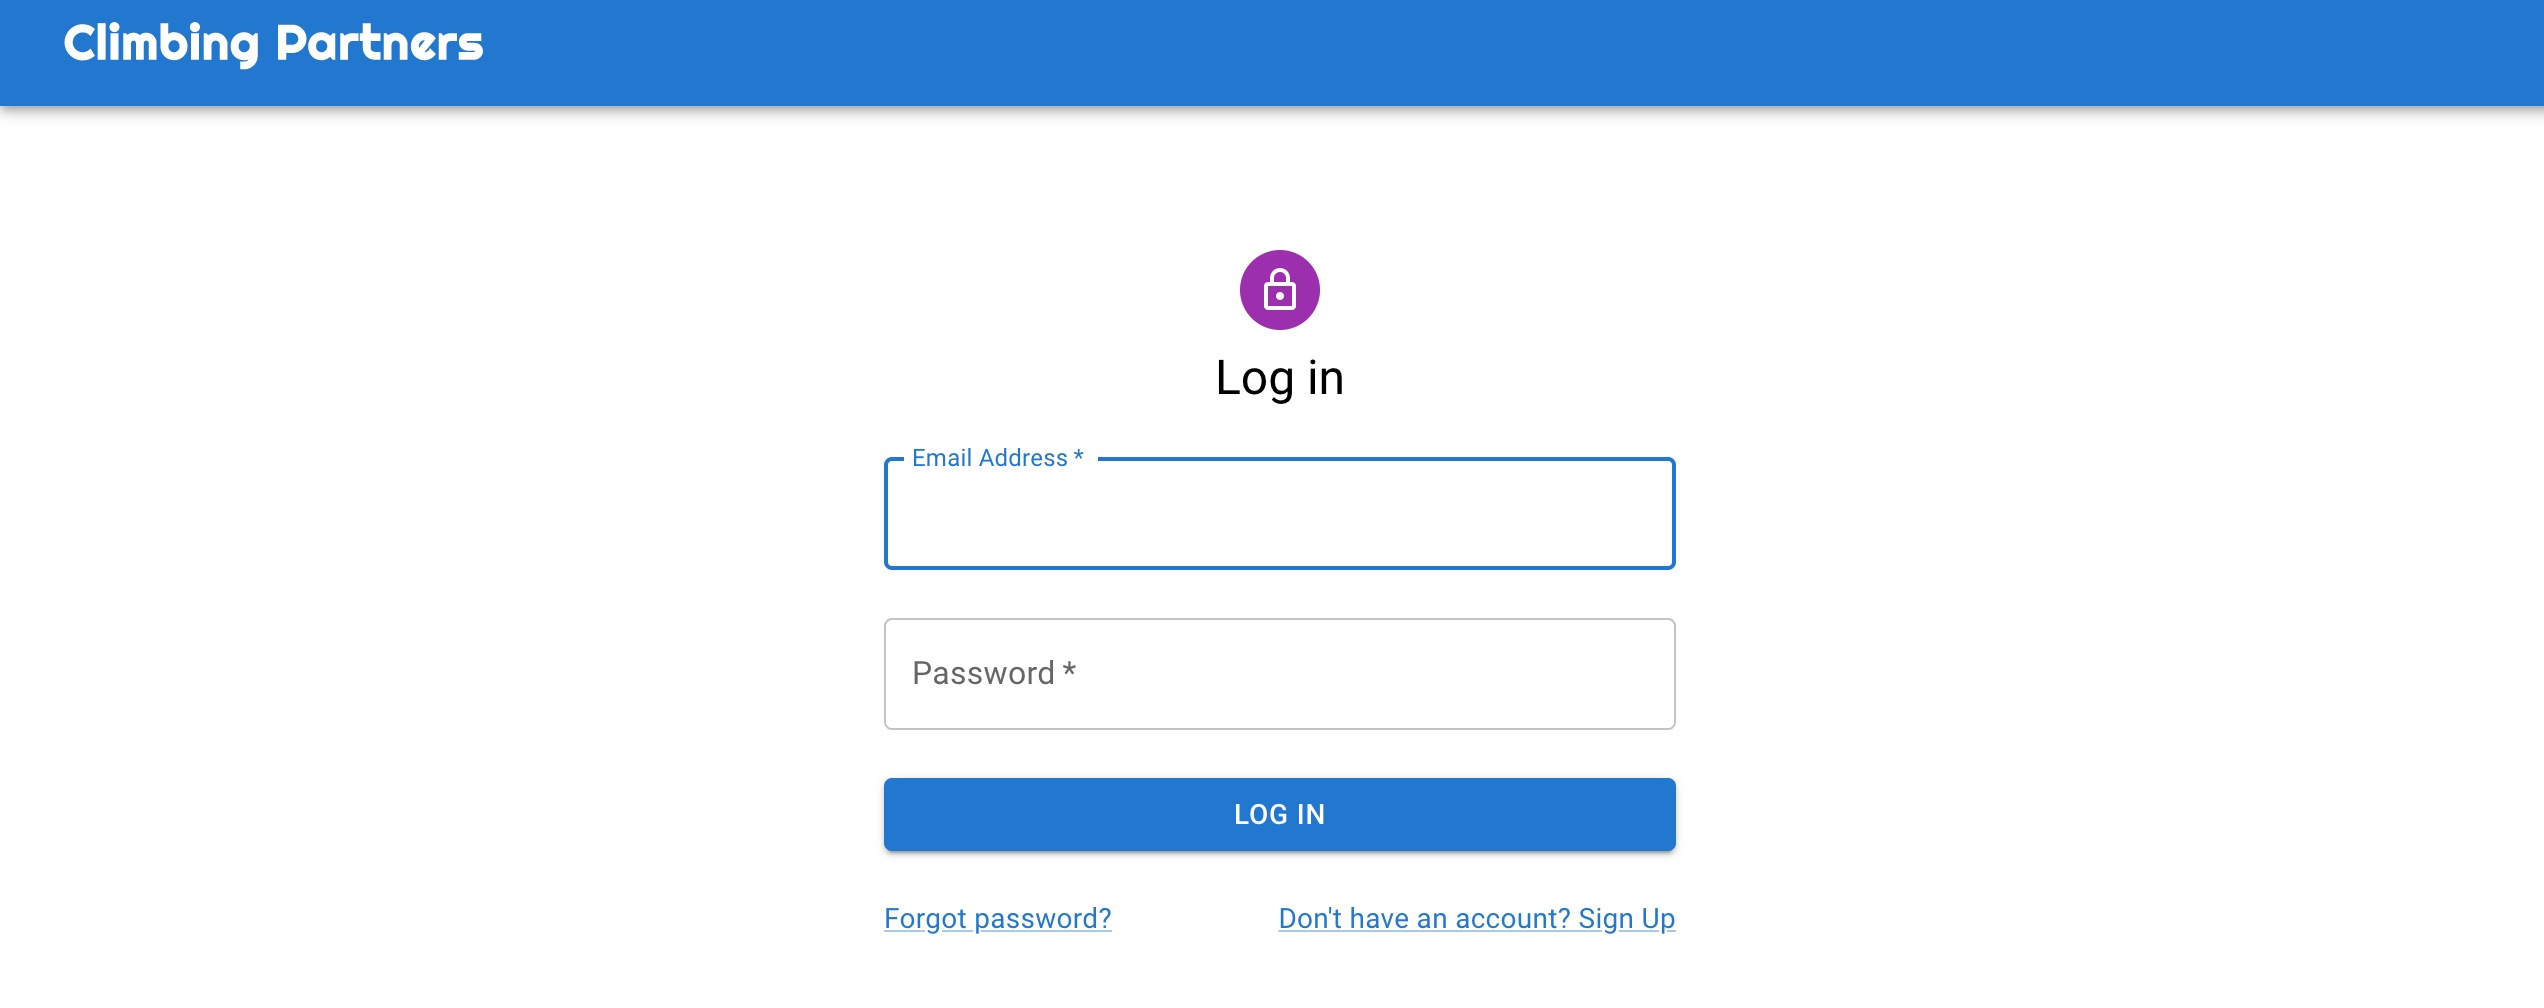 Climbing Partners
Log in
Email Address *
Password *
LOG IN
Forgot password?
Don't have an account? Sign Up